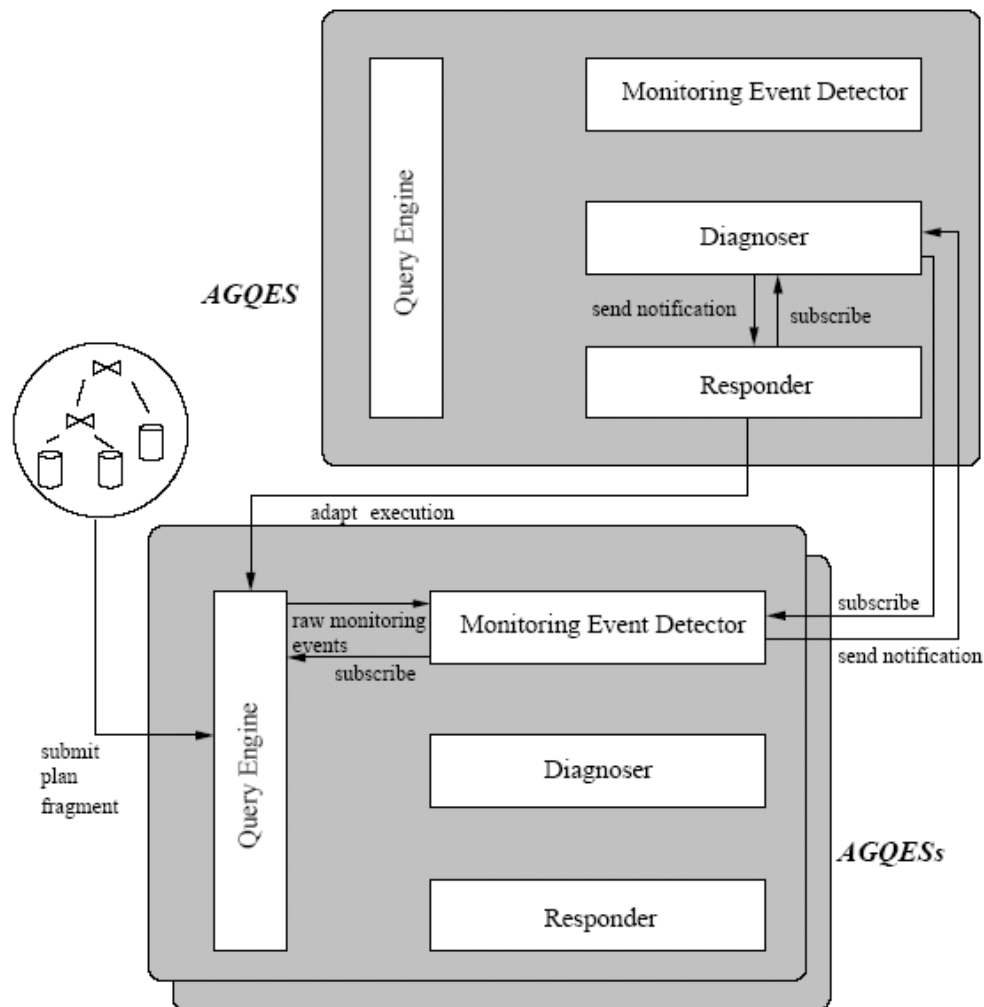 Monitoring Event Detector
Query Engine
Diagnoser
AGQES
send notification
subscribe
Responder
adapt execution
raw monitoring
events
subscribe
Monitoring Event Detector
subscribe
send notification
Query Engine
submit
plan
fragment
Diagnoser
AGQESs
Responder